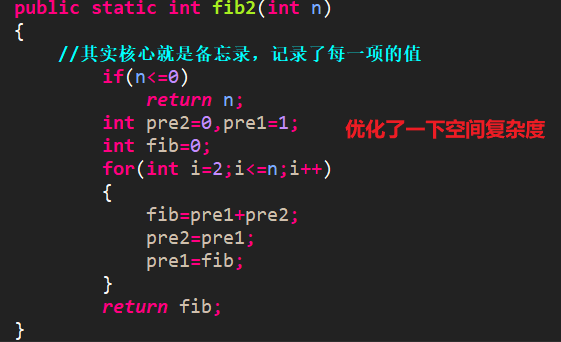 public static int fib2(int n)
{
//其实核心就是备忘录，记录了每一项的值
if(n<=0)
return n;
int pre2=0,pre1=1;
优化了一下空间复杂度
int fib=0;
for(int i=2;i<=n;i++)
{
fib=pre1+pre2;
pre2=pre1;
pre1=fib;
}
return fib;
}